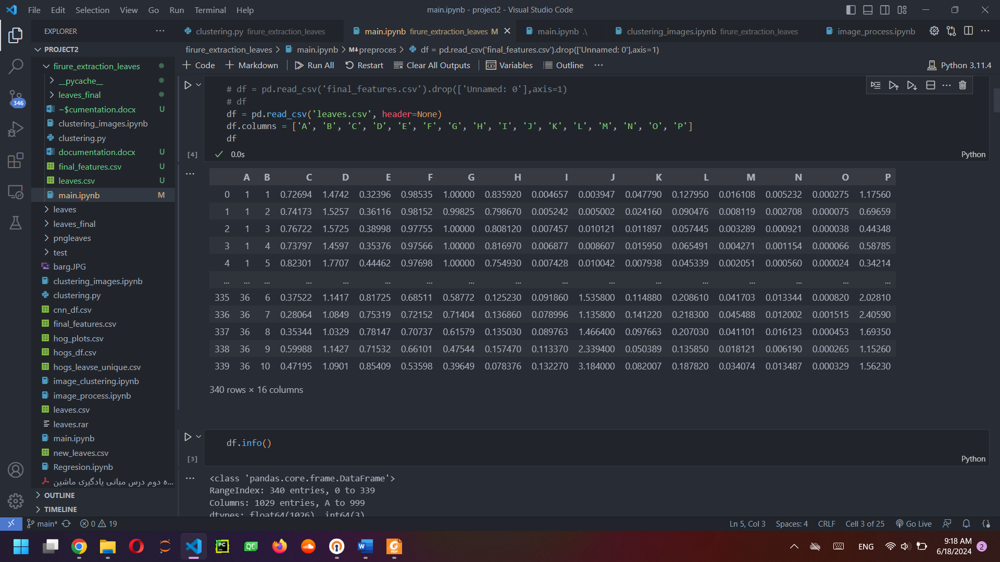 File Edit Selection View Go Run Terminal Help
main.ipynb - project2 - Visual Studio Code
EXPLORER
clustering.py firure_extraction_leaves
main.ipynb firure_extraction_leaves M
main.ipynb .\
clustering_images.ipynb firure_extraction_leaves
image_process.ipynb
PROJECT2
firure_extraction_leaves > main.ipynb > M↓preproces > df = pd.read_csv('final_features.csv').drop(['Unnamed: 0'],axis=1)
Code Markdown Run All Restart Clear All Outputs Variables Outline ...
Python 3.11.4
firure_extraction_leaves
__pycache__
leaves_final
~$cumentation.docx U
clustering_images.ipynb
clustering.py
documentation.docx U
final_features.csv U
leaves.csv U
main.ipynb M
leaves
leaves_final
pngleaves
test
barg.JPG
clustering_images.ipynb
clustering.py
cnn_df.csv
final_features.csv
hog_plots.csv
hogs_df.csv
hogs_leavse_unique.csv
image_clustering.ipynb
image_process.ipynb
leaves.csv
leaves.rar
main.ipynb
new_leaves.csv
Regresion.ipynb
ه دوم درس مبانی یادگیری ماشین...
OUTLINE
TIMELINE
346
# df = pd.read_csv('final_features.csv').drop(['Unnamed: 0'],axis=1)
# df
df = pd.read_csv('leaves.csv', header=None)
df.columns = ['A', 'B', 'C', 'D', 'E', 'F', 'G', 'H', 'I', 'J', 'K', 'L', 'M', 'N', 'O', 'P']
df
[4] 0.0s Python
A B C D E F G H I J K L M N O P
0 1 1 0.72694 1.4742 0.32396 0.98535 1.00000 0.835920 0.004657 0.003947 0.047790 0.127950 0.016108 0.005232 0.000275 1.17560
1 1 2 0.74173 1.5257 0.36116 0.98152 0.99825 0.798670 0.005242 0.005002 0.024160 0.090476 0.008119 0.002708 0.000075 0.69659
2 1 3 0.76722 1.5725 0.38998 0.97755 1.00000 0.808120 0.007457 0.010121 0.011897 0.057445 0.003289 0.000921 0.000038 0.44348
3 1 4 0.73797 1.4597 0.35376 0.97566 1.00000 0.816970 0.006877 0.008607 0.015950 0.065491 0.004271 0.001154 0.000066 0.58785
4 1 5 0.82301 1.7707 0.44462 0.97698 1.00000 0.754930 0.007428 0.010042 0.007938 0.045339 0.002051 0.000560 0.000024 0.34214
... ... ... ... ... ... ... ... ... ... ... ... ... ... ... ... ...
335 36 6 0.37522 1.1417 0.81725 0.68511 0.58772 0.125230 0.091860 1.535800 0.114880 0.208610 0.041703 0.013344 0.000820 2.02810
336 36 7 0.28064 1.0849 0.75319 0.72152 0.71404 0.136860 0.078996 1.135800 0.141220 0.218300 0.045488 0.012002 0.001515 2.40590
337 36 8 0.35344 1.0329 0.78147 0.70737 0.61579 0.135030 0.089763 1.466400 0.097663 0.207030 0.041101 0.016123 0.000453 1.69350
338 36 9 0.59988 1.1427 0.71532 0.66101 0.47544 0.157470 0.113370 2.339400 0.050389 0.135850 0.018121 0.006190 0.000265 1.15260
339 36 10 0.47195 1.0901 0.85409 0.53598 0.39649 0.078376 0.132270 3.184000 0.082007 0.187820 0.034074 0.013487 0.000329 1.56230
340 rows × 16 columns
df.info()
[3] Python
<class 'pandas.core.frame.DataFrame'>
RangeIndex: 340 entries, 0 to 339
Columns: 1029 entries, A to 999
dtypes: float64(1026), int64(3)
main* 0 19
Ln 5, Col 3 Spaces: 4 CRLF Cell 3 of 25 Go Live
ENG
9:18 AM
6/18/2024
2